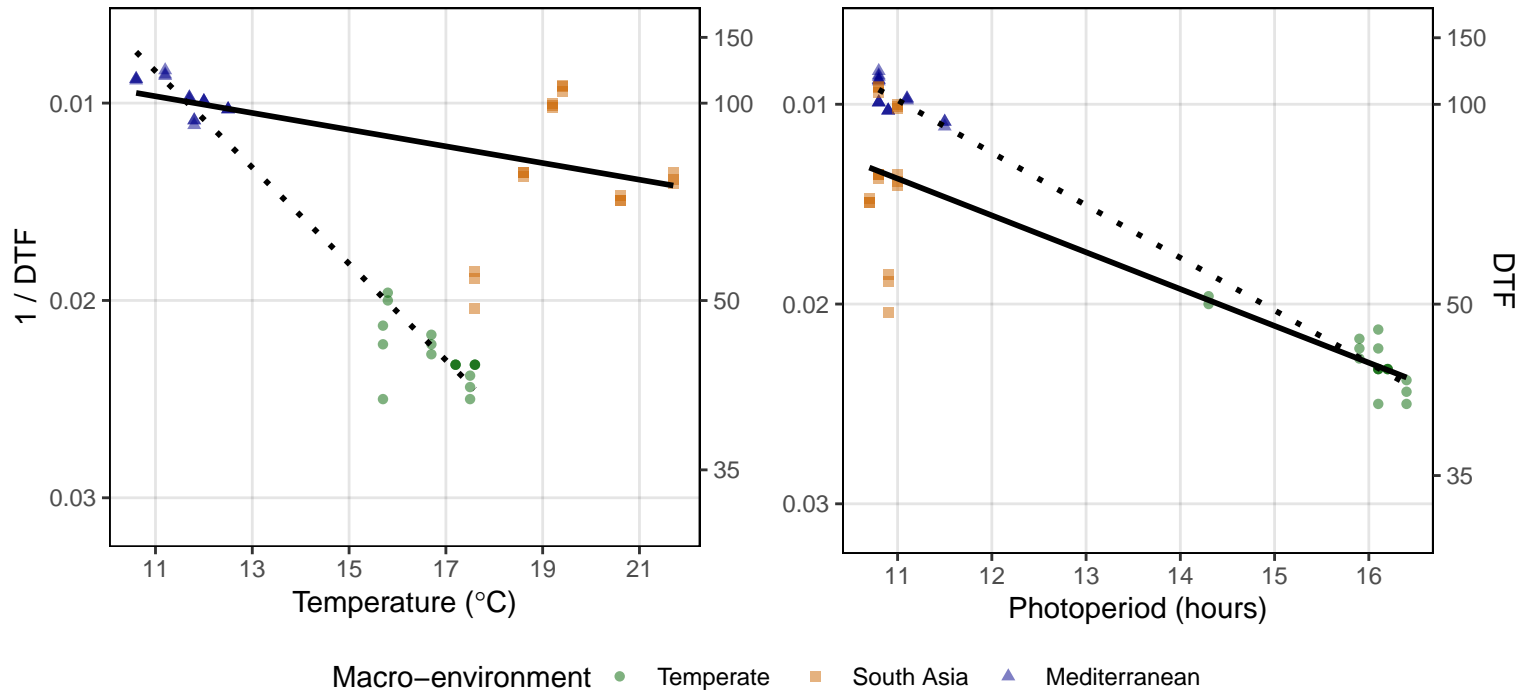 1 / DTF
0.01
0.02
0.03
150
100
50
35
11 13 15 17 19 21
Temperature (°C)
0.01
0.02
0.03
150
100
50
35
DTF
11 12 13 14 15 16
Photoperiod (hours)
Macro−environment Temperate South Asia Mediterranean